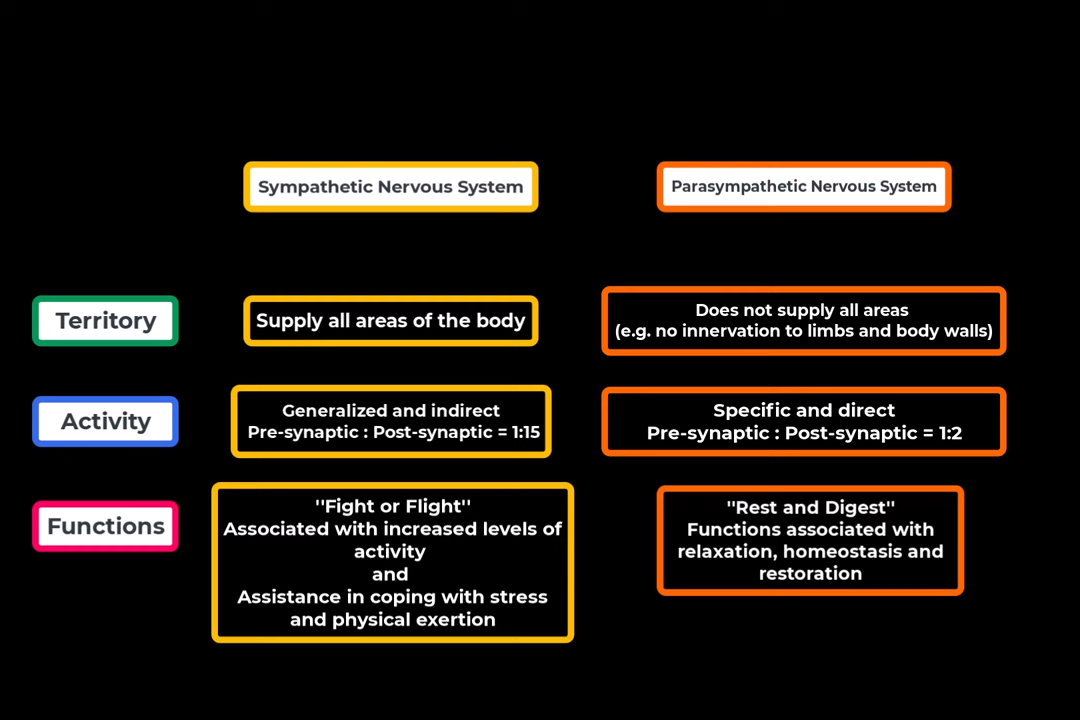 Sympathetic Nervous System
Parasympathetic Nervous System
Territory
Supply all areas of the body
Does not supply all areas
(e.g. no innervation to limbs and body walls)
Activity
Generalized and indirect
Pre-synaptic : Post-synaptic = 1:15
Specific and direct
Pre-synaptic : Post-synaptic = 1:2
Functions
"Fight or Flight"
Associated with increased levels of
activity
and
Assistance in coping with stress
and physical exertion
"Rest and Digest"
Functions associated with
relaxation, homeostasis and
restoration